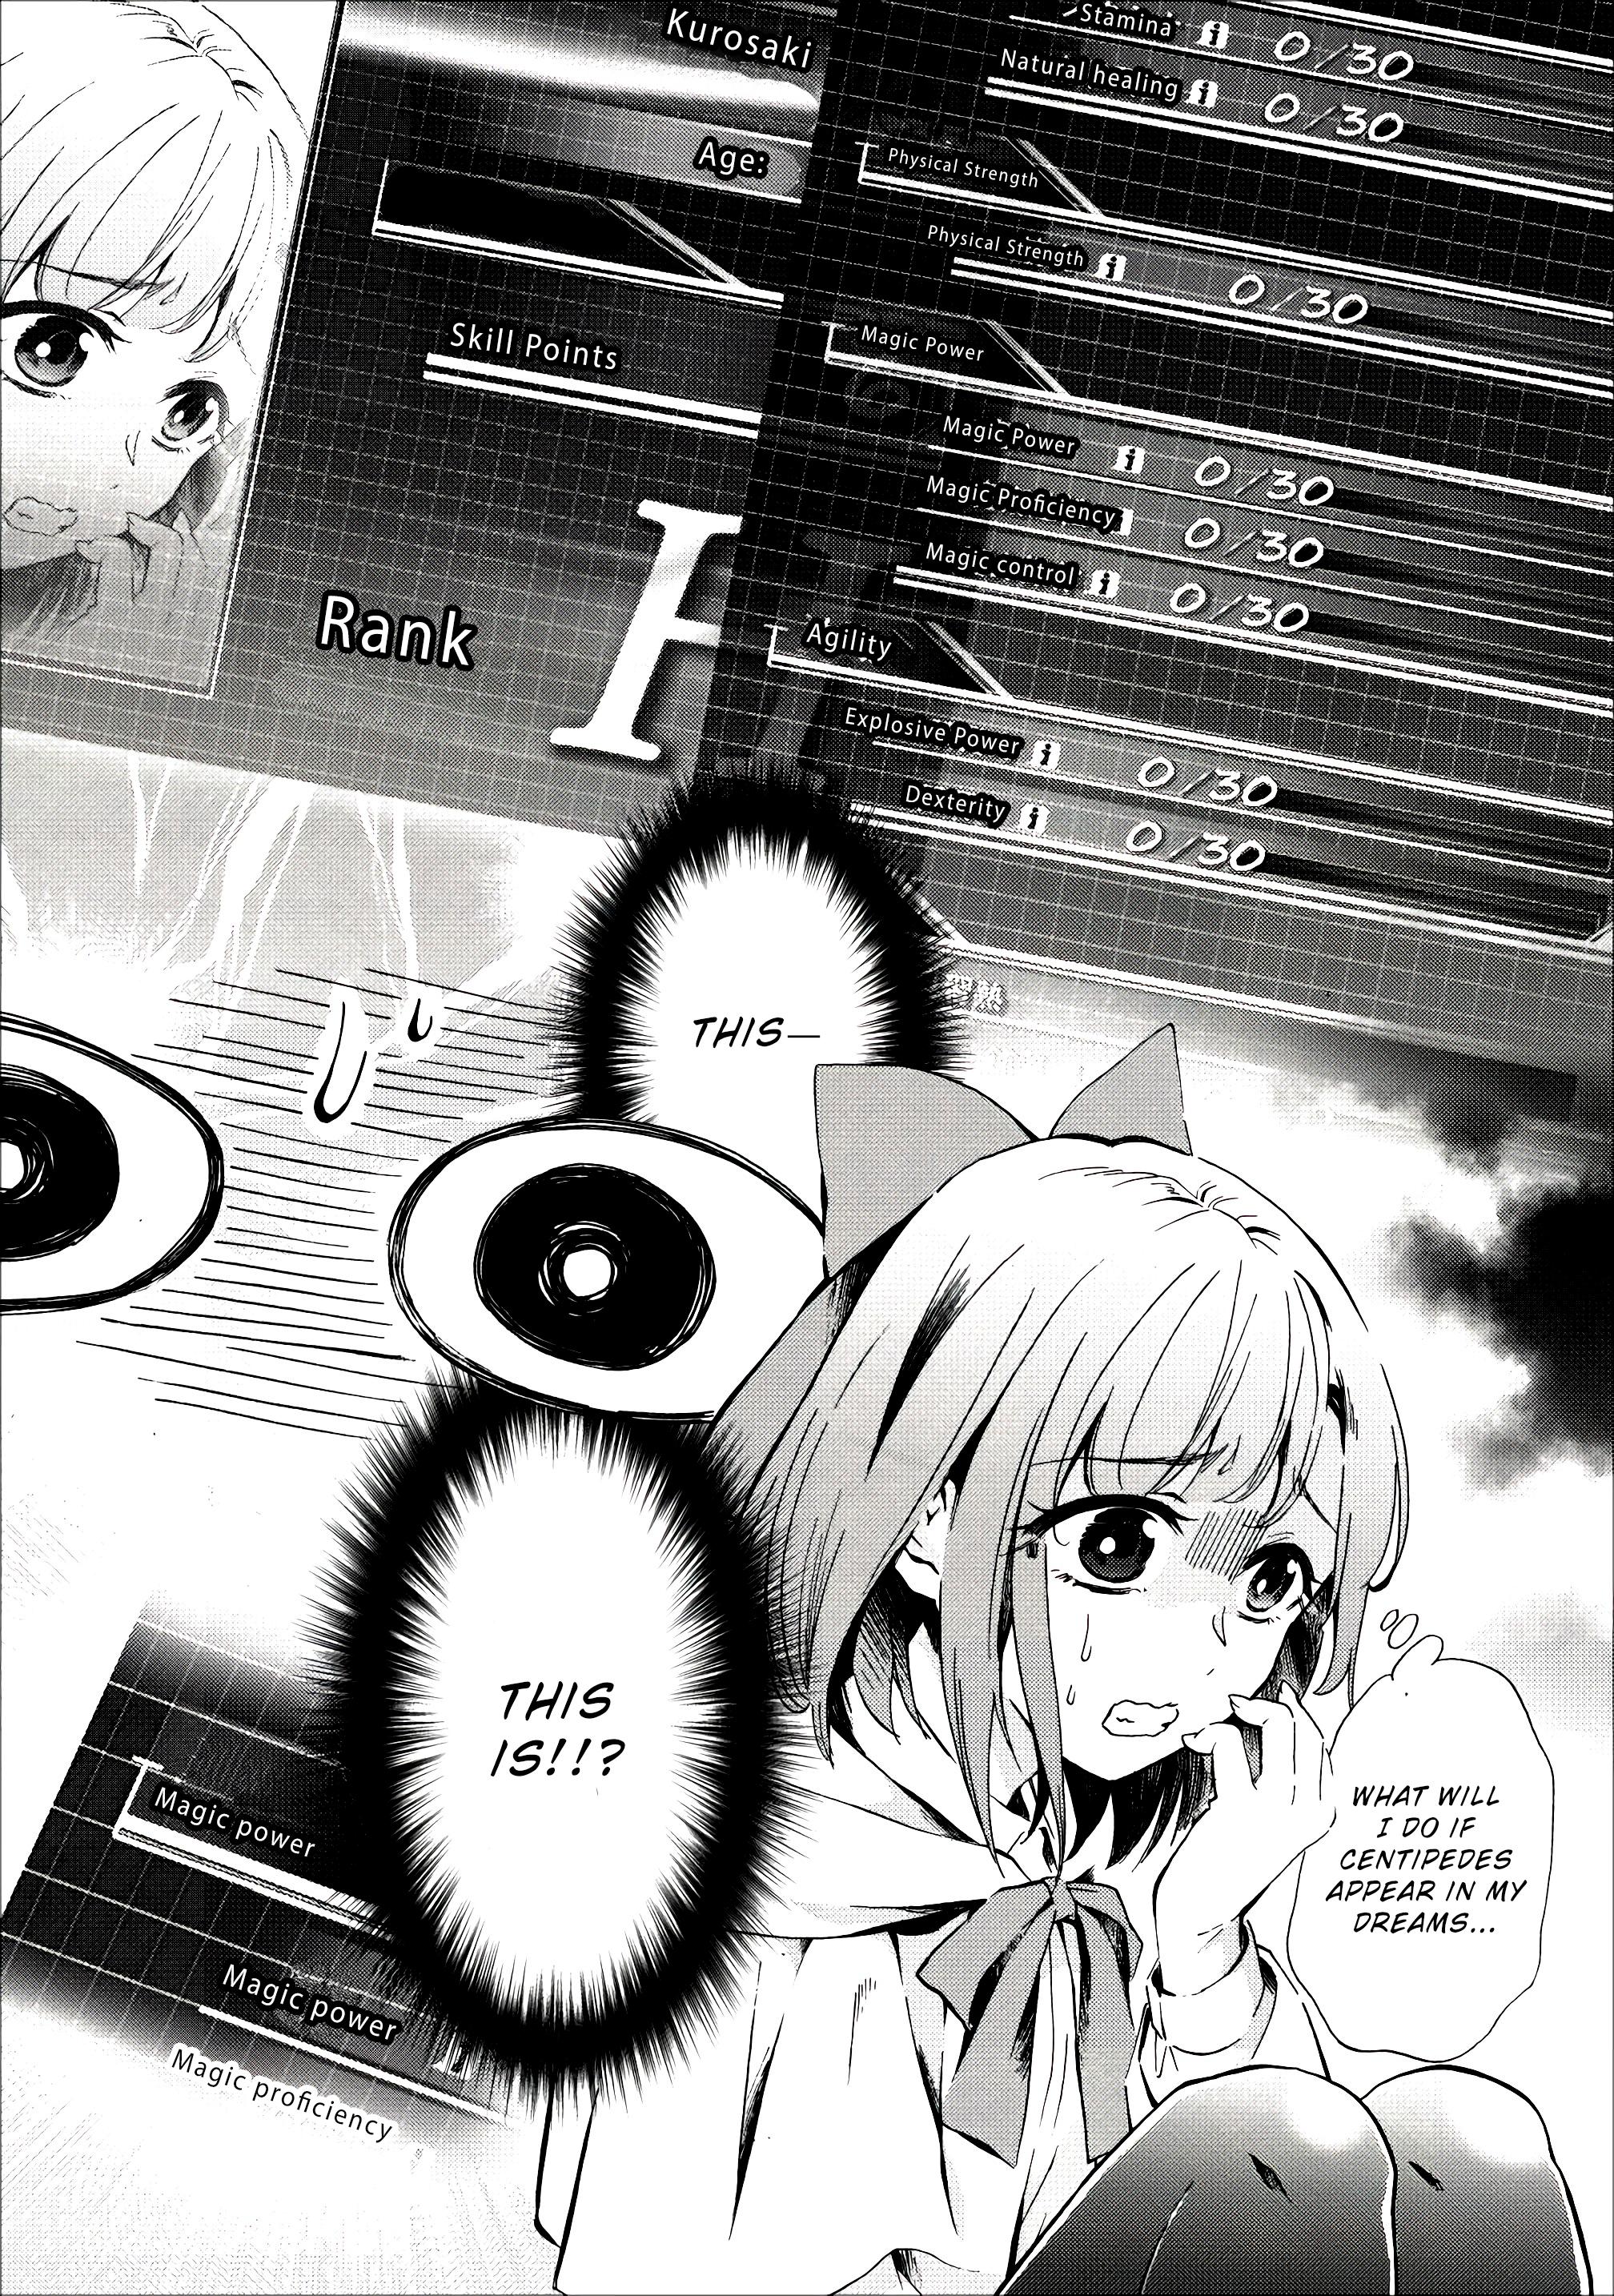 Kurosaki
Age:
Skill Points
Rank
Stamina i 0/30
Natural healing i 0/30
Physical Strength
Physical Strength i 0/30
Magic Power
Magic Power i 0/30
Magic Proficiency 0/30
Magic control i 0/30
Agility
Explosive Power i 0/30
Dexterity i 0/30
THIS—
THIS
IS!!?
WHAT WILL
I DO IF
CENTIPEDES
APPEAR IN MY
DREAMS...
Magic power
Magic power
Magic proficiency